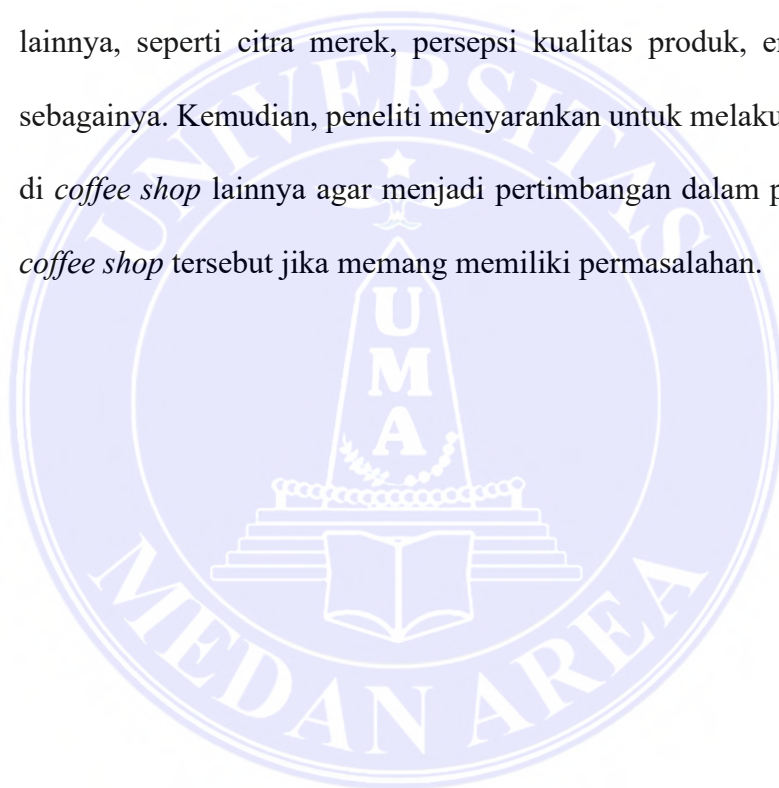 lainnya, seperti citra merek, persepsi kualitas produk,
sebagainya. Kemudian, peneliti menyarankan untuk
di coffee shop lainnya agar menjadi pertimbangan dalam
coffee shop tersebut jika memang memiliki permasalahan.
UNIVERSITAS
UMA
MEDAN AREA